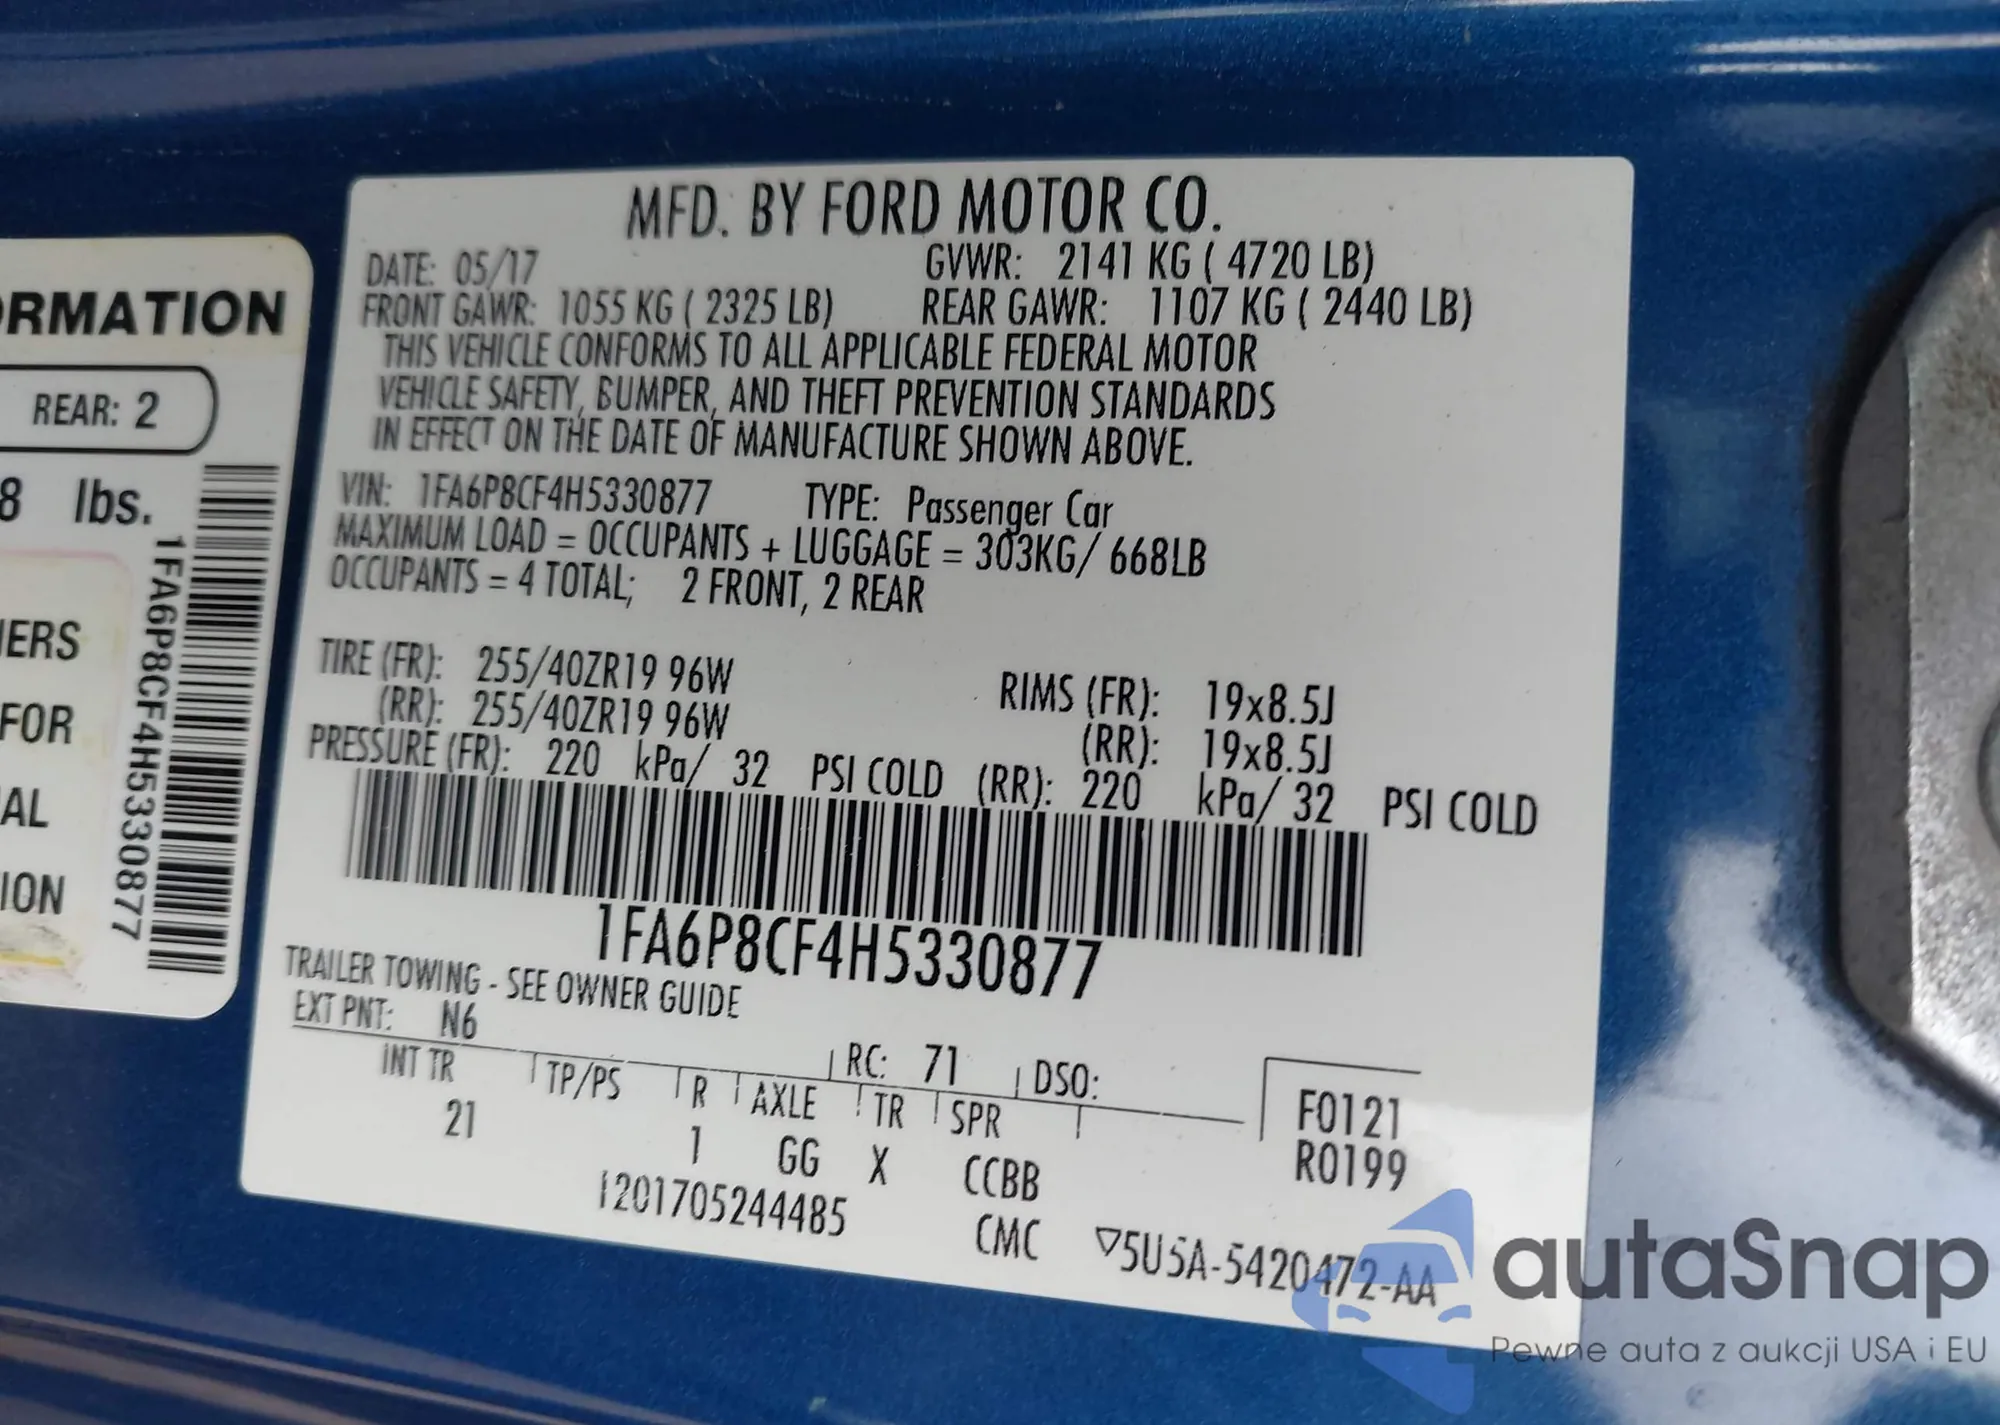 ORMATION
REAR: 2
8 lbs.
IERS
FOR
AL
ION
1FA6P8CF4H5330877
MFD. BY FORD MOTOR CO.
DATE: 05/17 GVWR: 2141 KG ( 4720 LB)
FRONT GAWR: 1055 KG ( 2325 LB) REAR GAWR: 1107 KG ( 2440 LB)
THIS VEHICLE CONFORMS TO ALL APPLICABLE FEDERAL MOTOR
VEHICLE SAFETY, BUMPER, AND THEFT PREVENTION STANDARDS
IN EFFECT ON THE DATE OF MANUFACTURE SHOWN ABOVE.
VIN: 1FA6P8CF4H5330877 TYPE: Passenger Car
MAXIMUM LOAD = OCCUPANTS + LUGGAGE = 303KG/ 668LB
OCCUPANTS = 4 TOTAL; 2 FRONT, 2 REAR
TIRE (FR): 255/40ZR19 96W RIMS (FR): 19x8.5J
(RR): 255/40ZR19 96W (RR): 19x8.5J
PRESSURE (FR): 220 kPa/ 32 PSI COLD (RR): 220 kPa/ 32 PSI COLD
1FA6P8CF4H5330877
TRAILER TOWING - SEE OWNER GUIDE
EXT PNT: N6 RC: 71 DSO:
INT TR TP/PS R AXLE TR SPR F0121
21 1 GG X CCBB R0199
1201705244485 CMC ▽5U5A-5420472-AA
autaSnap
Pewne auta z aukcji USA i EU